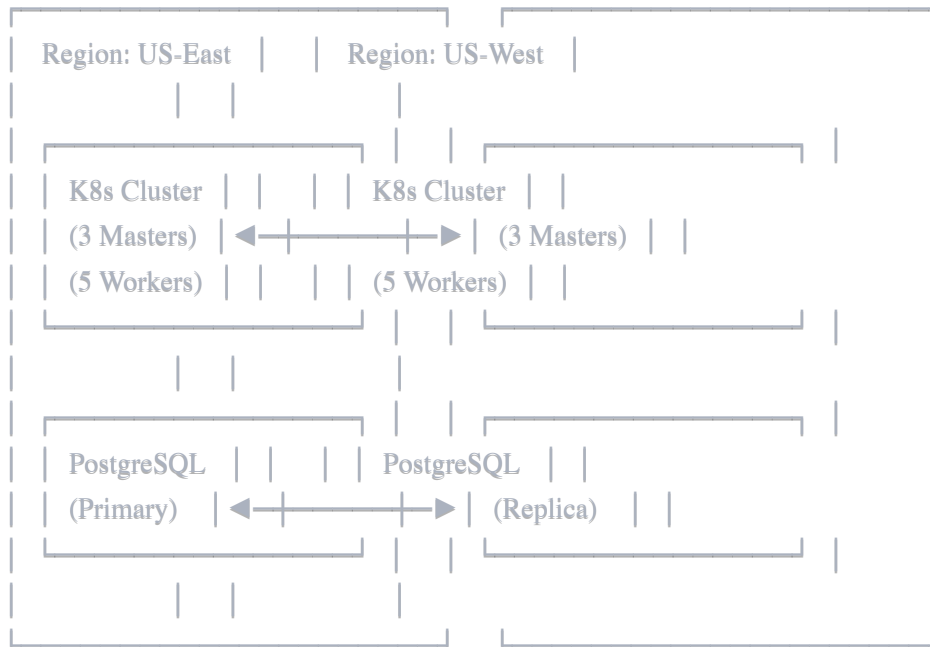 Region: US-East Region: US-West
K8s Cluster K8s Cluster
(3 Masters) (3 Masters)
(5 Workers) (5 Workers)
PostgreSQL PostgreSQL
(Primary) (Replica)